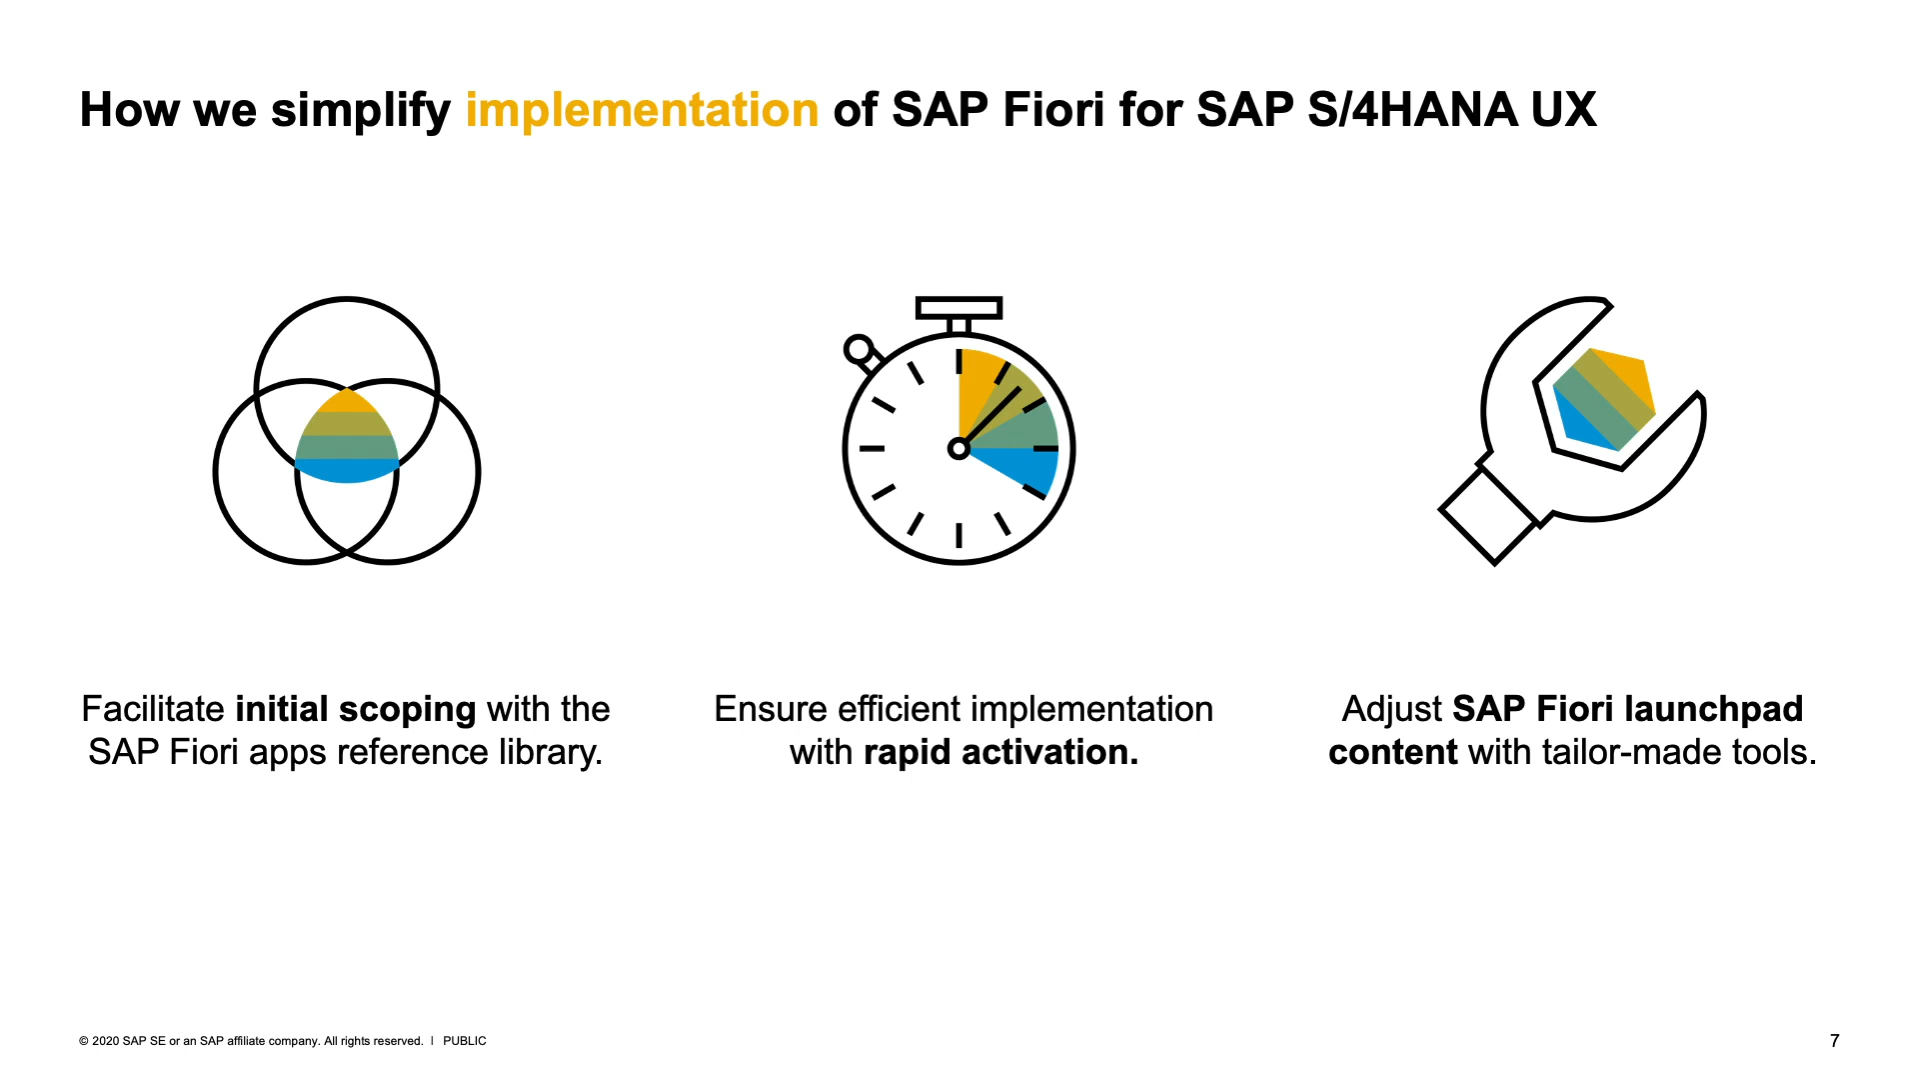 How we simplify implementation of SAP Fiori for SAP S/4HANA UX
Facilitate initial scoping with the
SAP Fiori apps reference library.
Ensure efficient implementation
with rapid activation.
Adjust SAP Fiori launchpad
content with tailor-made tools.
© 2020 SAP SE or an SAP affiliate company. All rights reserved. | PUBLIC
7